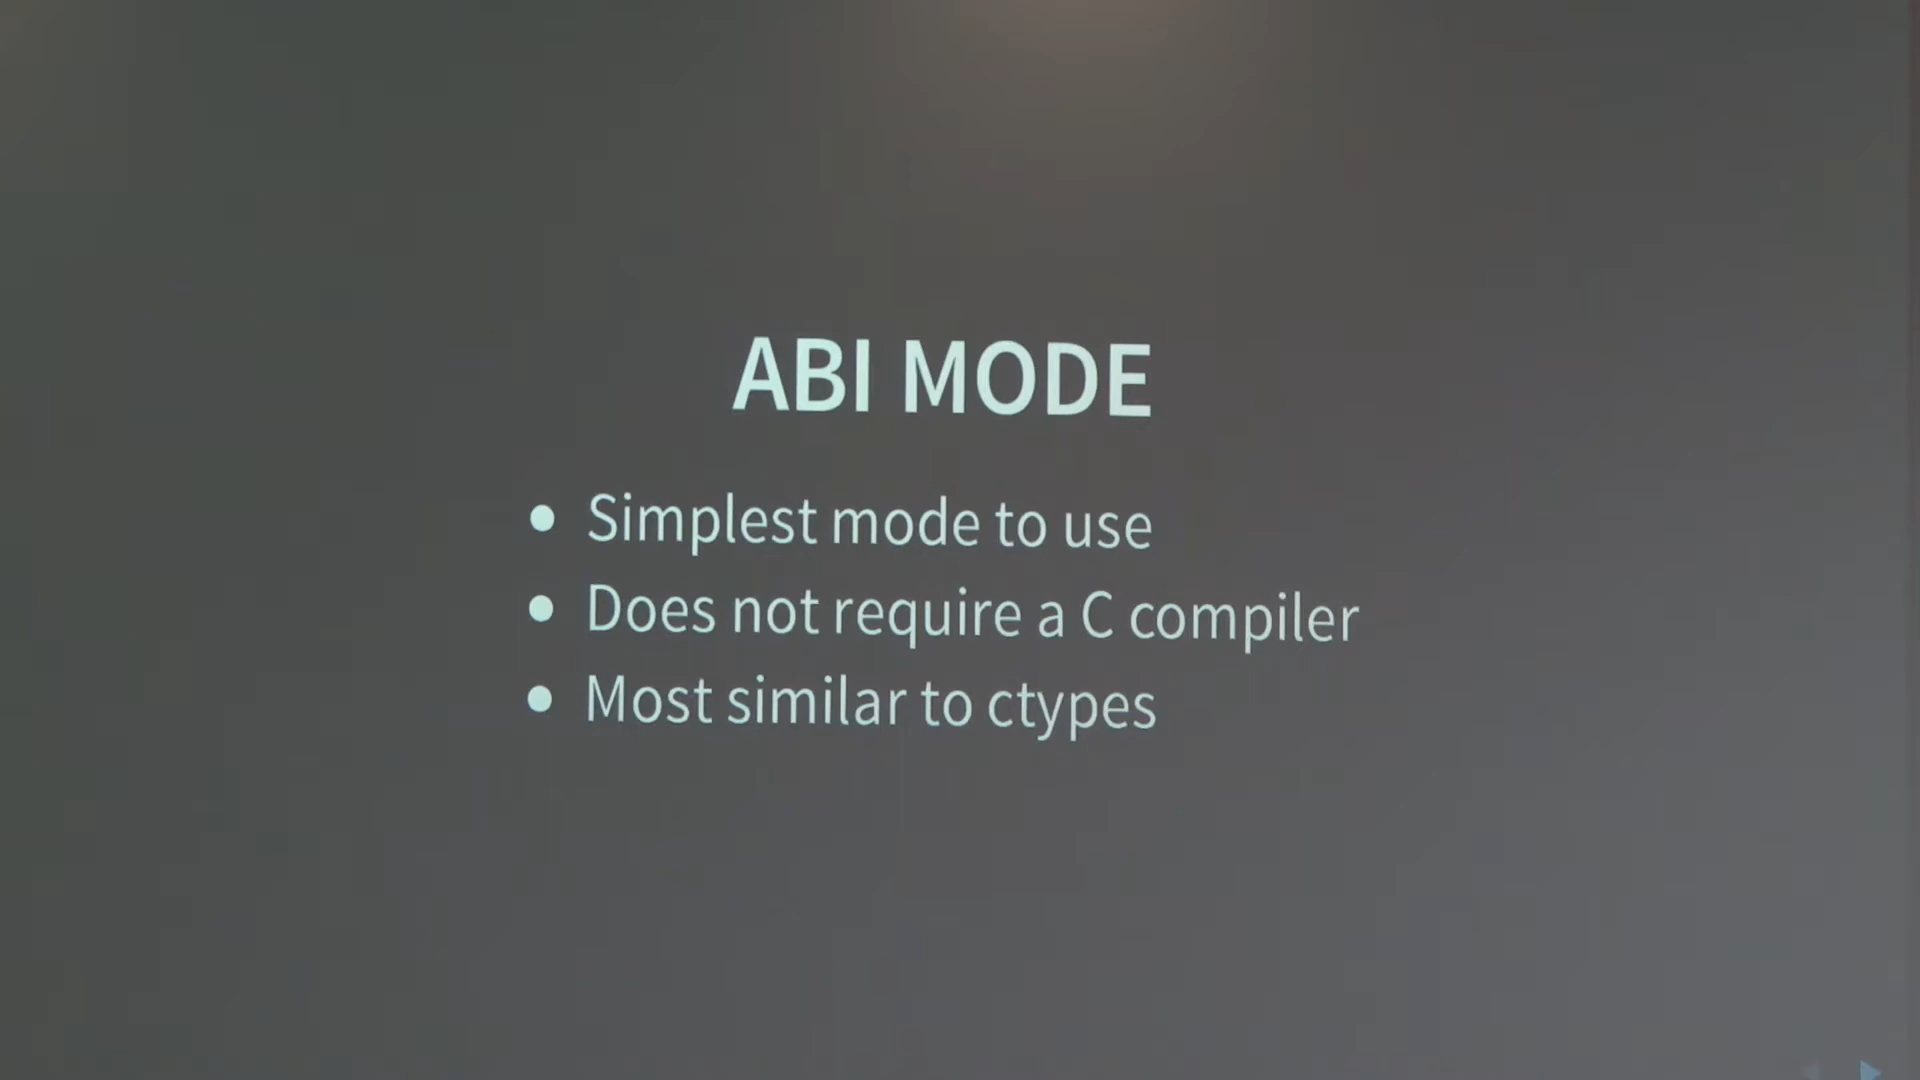 ABI MODE
Simplest mode to use
Does not require a C compiler
Most similar to ctypes